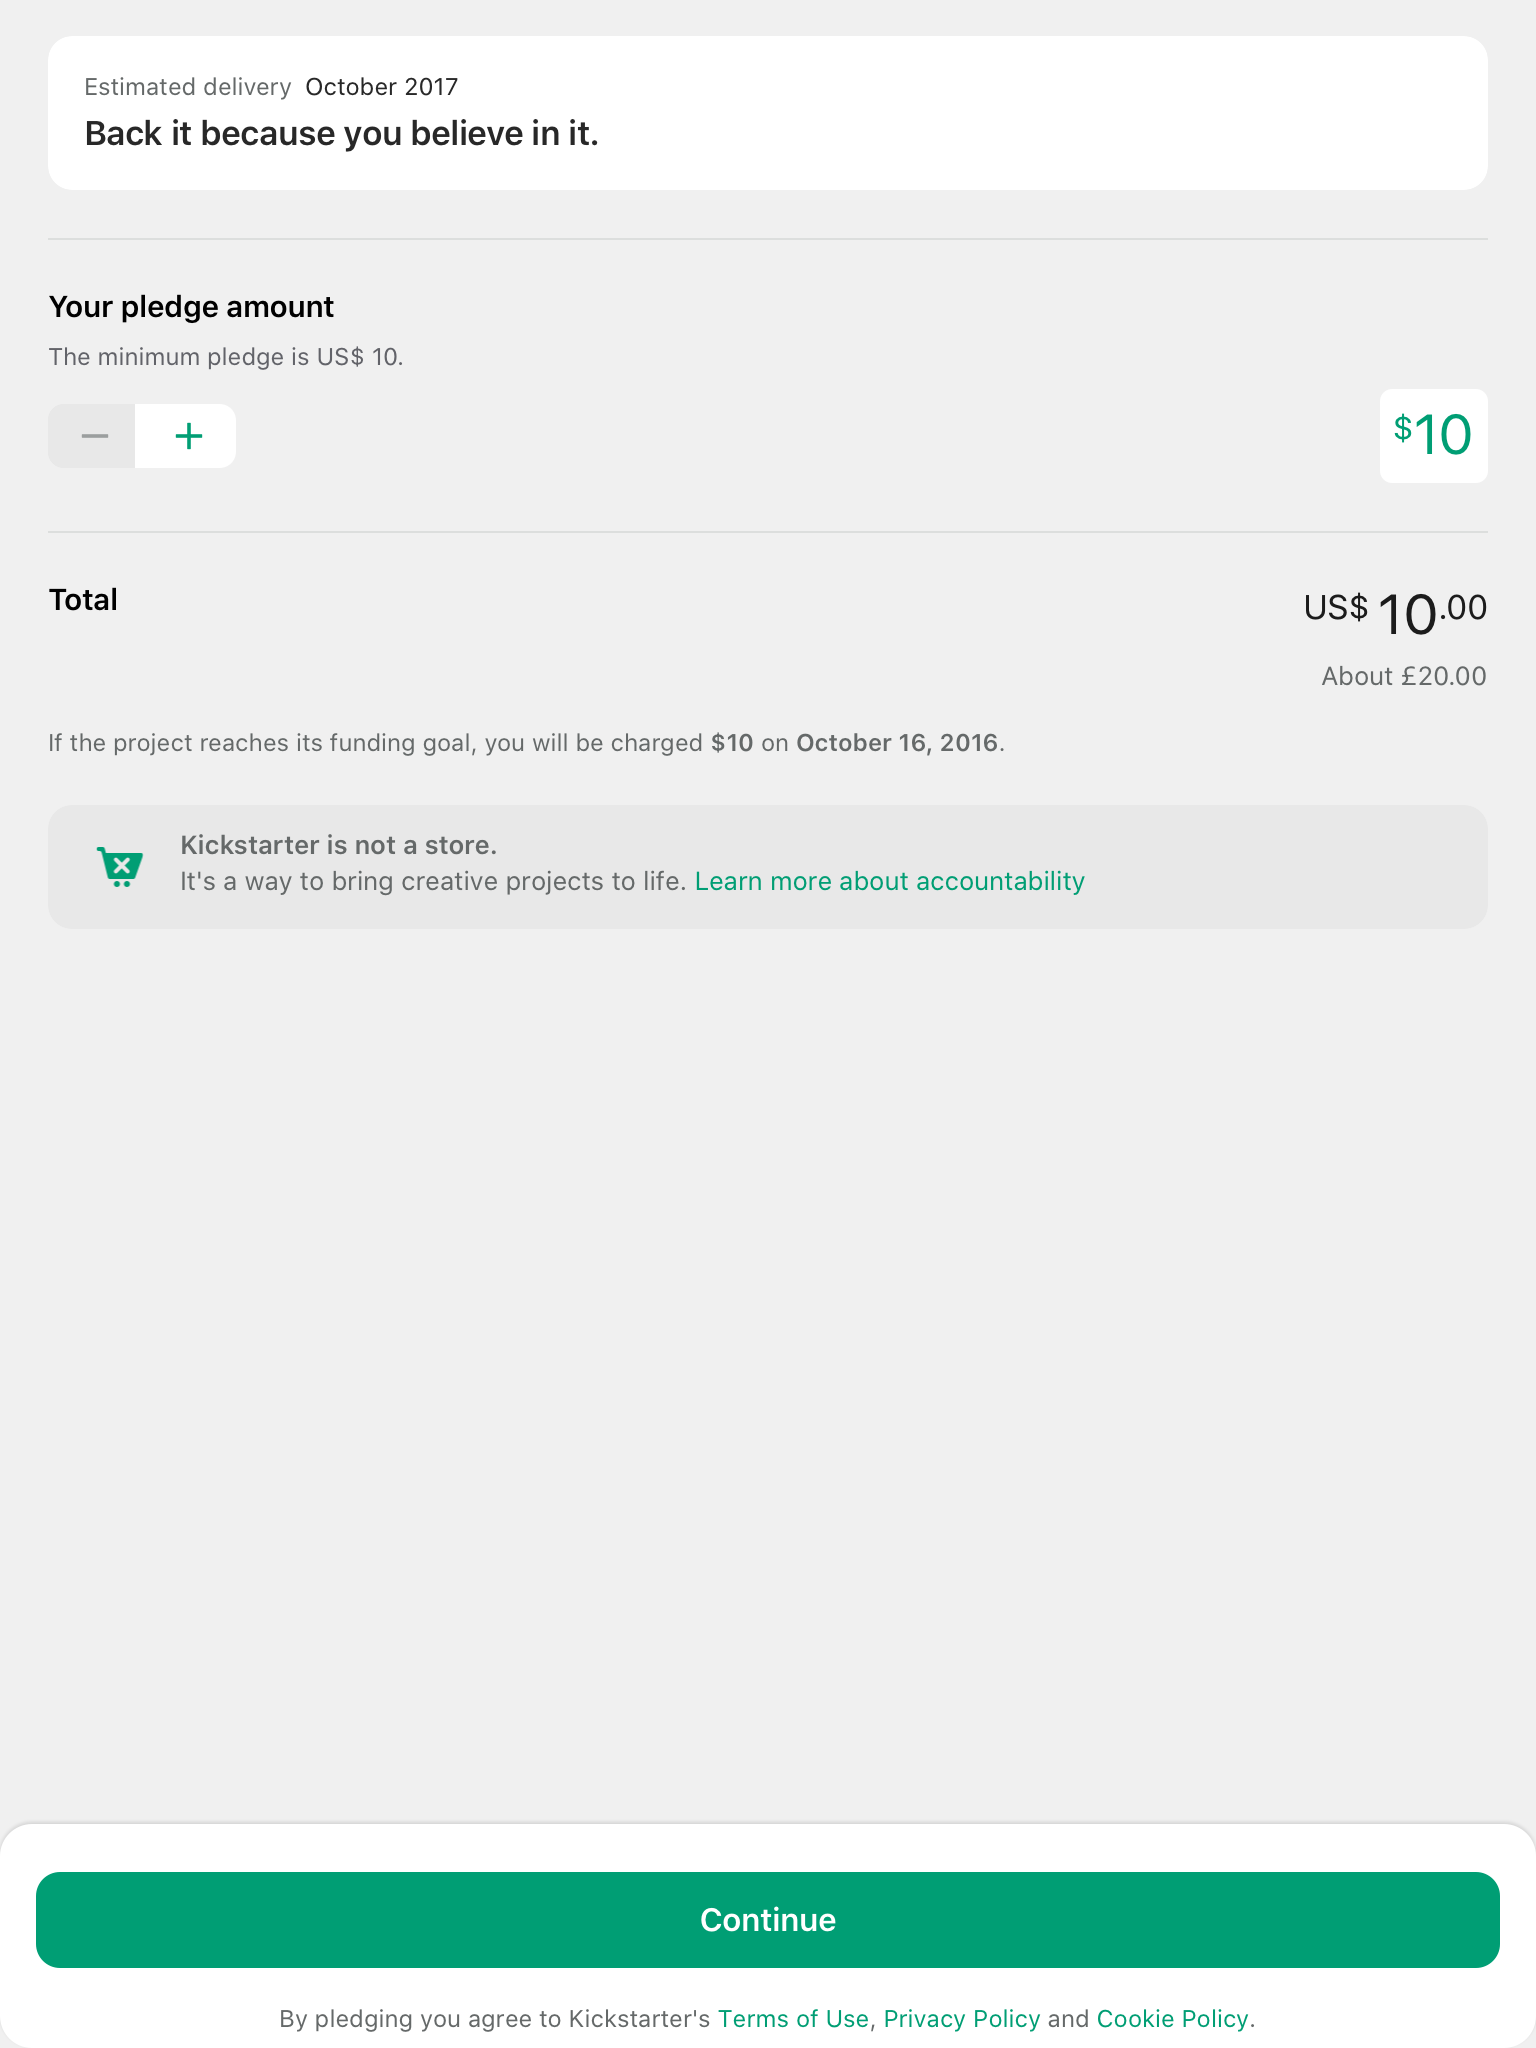 Estimated delivery October 2017
Back it because you believe in it.
Your pledge amount
The minimum pledge is US$ 10.
$10
Total
US$ 10.00
About £20.00
If the project reaches its funding goal, you will be charged $10 on October 16, 2016.
Kickstarter is not a store.
It's a way to bring creative projects to life. Learn more about accountability
Continue
By pledging you agree to Kickstarter's Terms of Use, Privacy Policy and Cookie Policy.